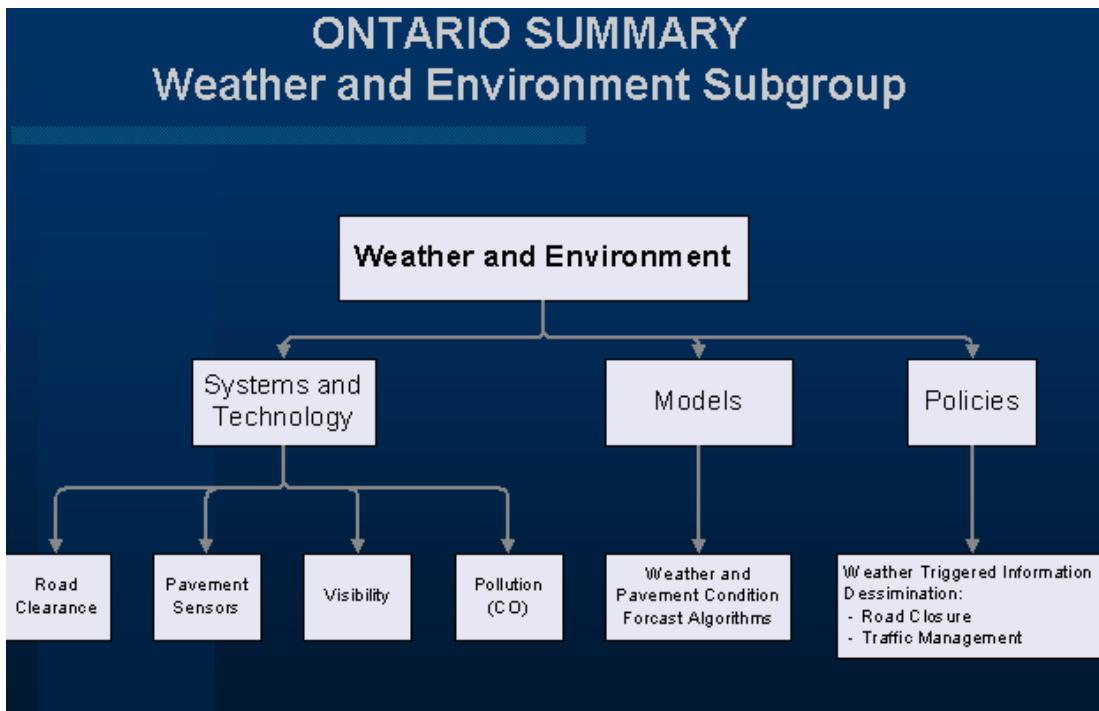 ONTARIO SUMMARY
Weather and Environment Subgroup
Weather and Environment
Systems and
Technology
Models
Policies
Road
Clearance
Pavement
Sensors
Visibility
Pollution
(CO)
Weather and
Pavement Condition
Forcast Algorithms
Weather Triggered Information
Dessimination:
- Road Closure
- Traffic Management